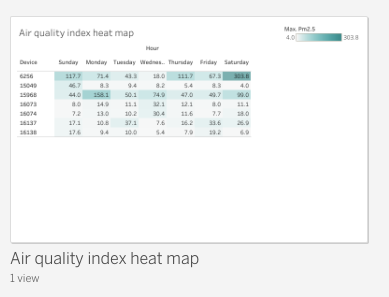 Air quality index heat map
Max. Pm2.5
4.0 303.8
Hour
Device Sunday Monday Tuesday Wednes.. Thursday Friday Saturday
6256 117.7 71.4 43.3 18.0 111.7 67.3 303.8
15049 46.7 8.3 9.4 8.2 5.4 8.3 4.0
15968 44.0 158.1 50.1 74.9 47.0 49.7 99.0
16073 8.0 14.9 11.1 32.1 12.1 8.0 11.1
16074 7.2 13.0 10.2 30.4 11.6 7.7 18.0
16137 17.1 10.8 37.1 7.6 16.2 33.6 26.9
16138 17.6 9.4 10.0 5.4 7.9 19.2 6.9
Air quality index heat map
1 view